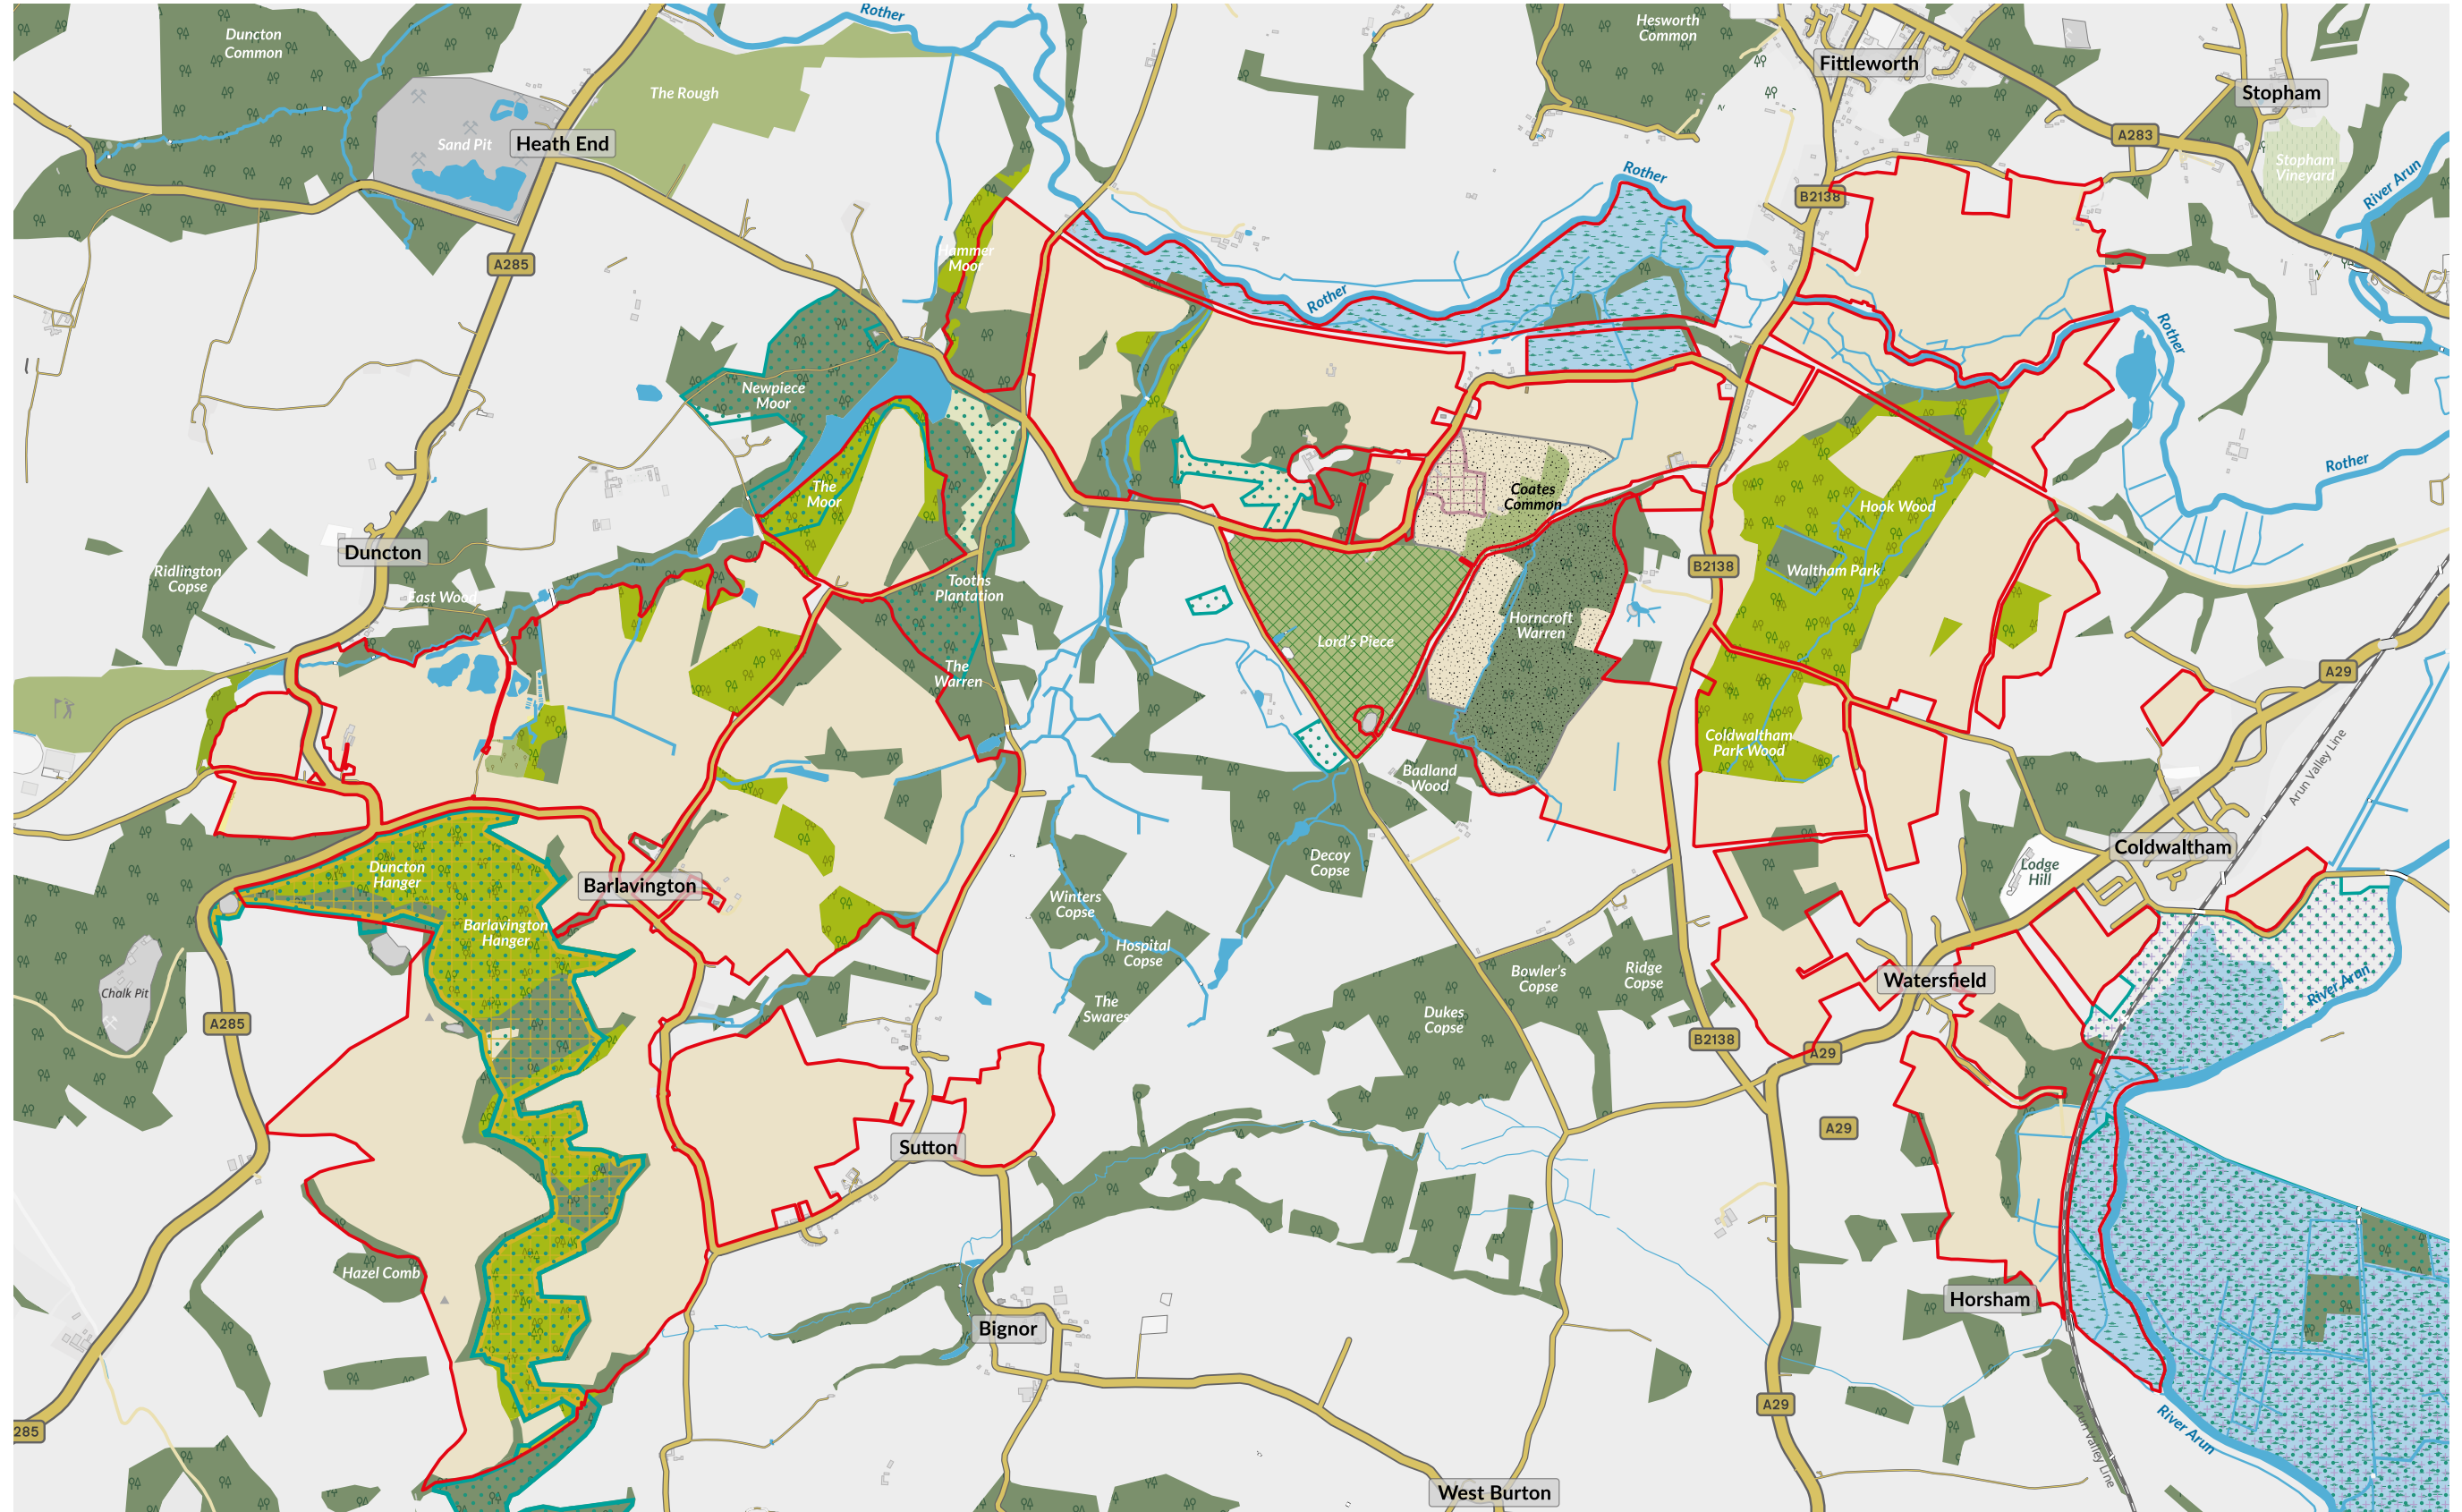 Rother
Hesworth
Common
Duncton
Common
Fittleworth
The Rough
Stopham
A283
Sand Pit
Heath End
Stopham
Vineyard
Rother
River Arun
B2138
Hammer
Moor
A285
Rother
Rother
Newpiece
Moor
Rother
The
Moor
Coates
Common
Hook Wood
Duncton
Ridlington
Copse
East Wood
Tooths
Plantation
B2138
Waltham Park
Horncroft
Warren
Lord's Piece
The
Warren
A29
Coldwaltham
Park Wood
Badland
Wood
Arun Valley Line
Coldwaltham
Decoy
Copse
Lodge
Hill
Duncton
Hanger
Barlavington
Winters
Copse
Barlavington
Hanger
Hospital
Copse
Bowler's
Copse
Ridge
Copse
Watersfield
River Arun
Chalk Pit
The
Swares
Dukes
Copse
A285
B2138
A29
A29
Sutton
Hazel Comb
Horsham
Bignor
A29
285
River Arun
Arun Valley Line
West Burton